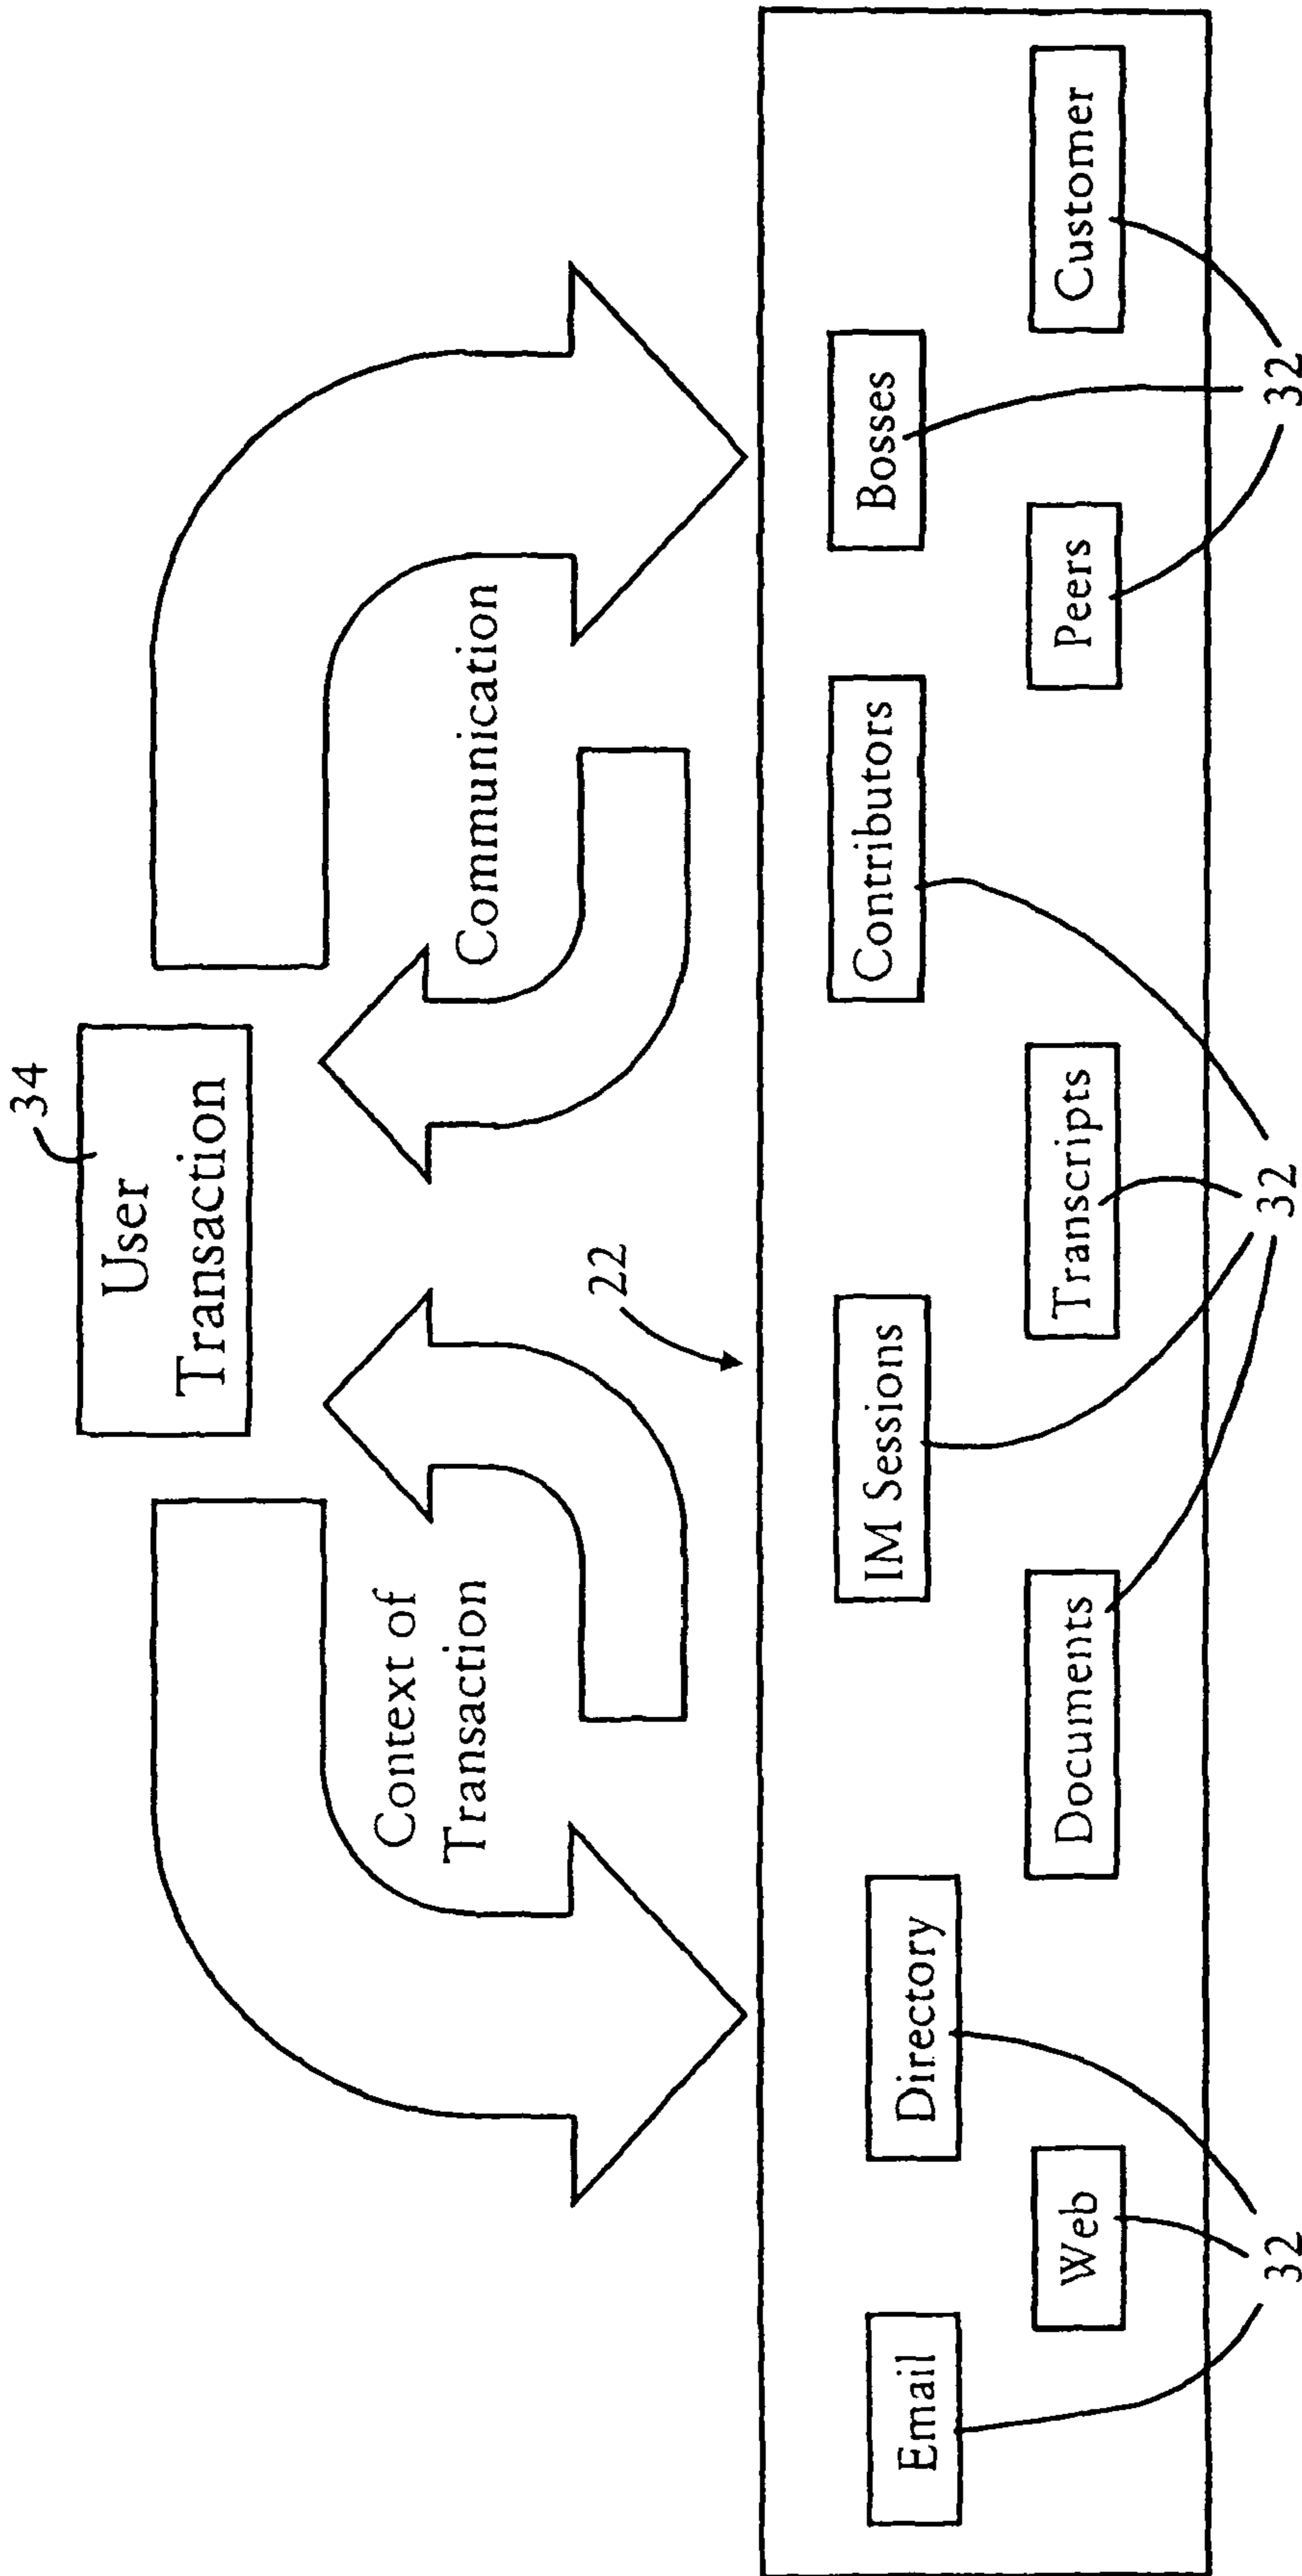 34
User
Transaction
Context of
Transaction
Communication
22
Email
Directory
IM Sessions
Contributors
Bosses
Web
Documents
Transcripts
Peers
Customer
32
32
32